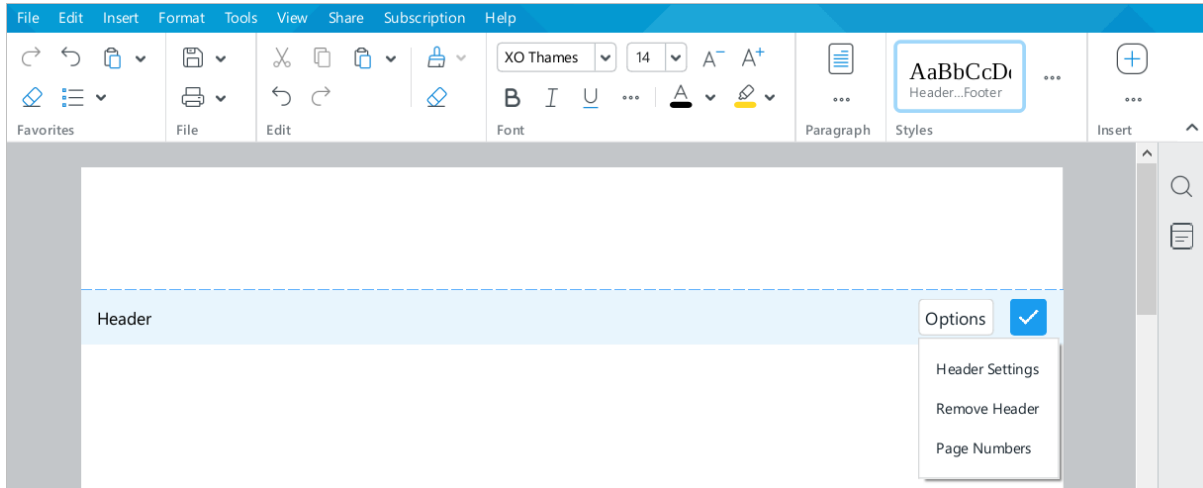 File Edit Insert Format Tools View Share Subscription Help
XO Thames 14 A⁻ A⁺
AaBbCcD
Header...Footer
B I U A
Favorites File Edit Font Paragraph Styles Insert
Header Options
Header Settings
Remove Header
Page Numbers